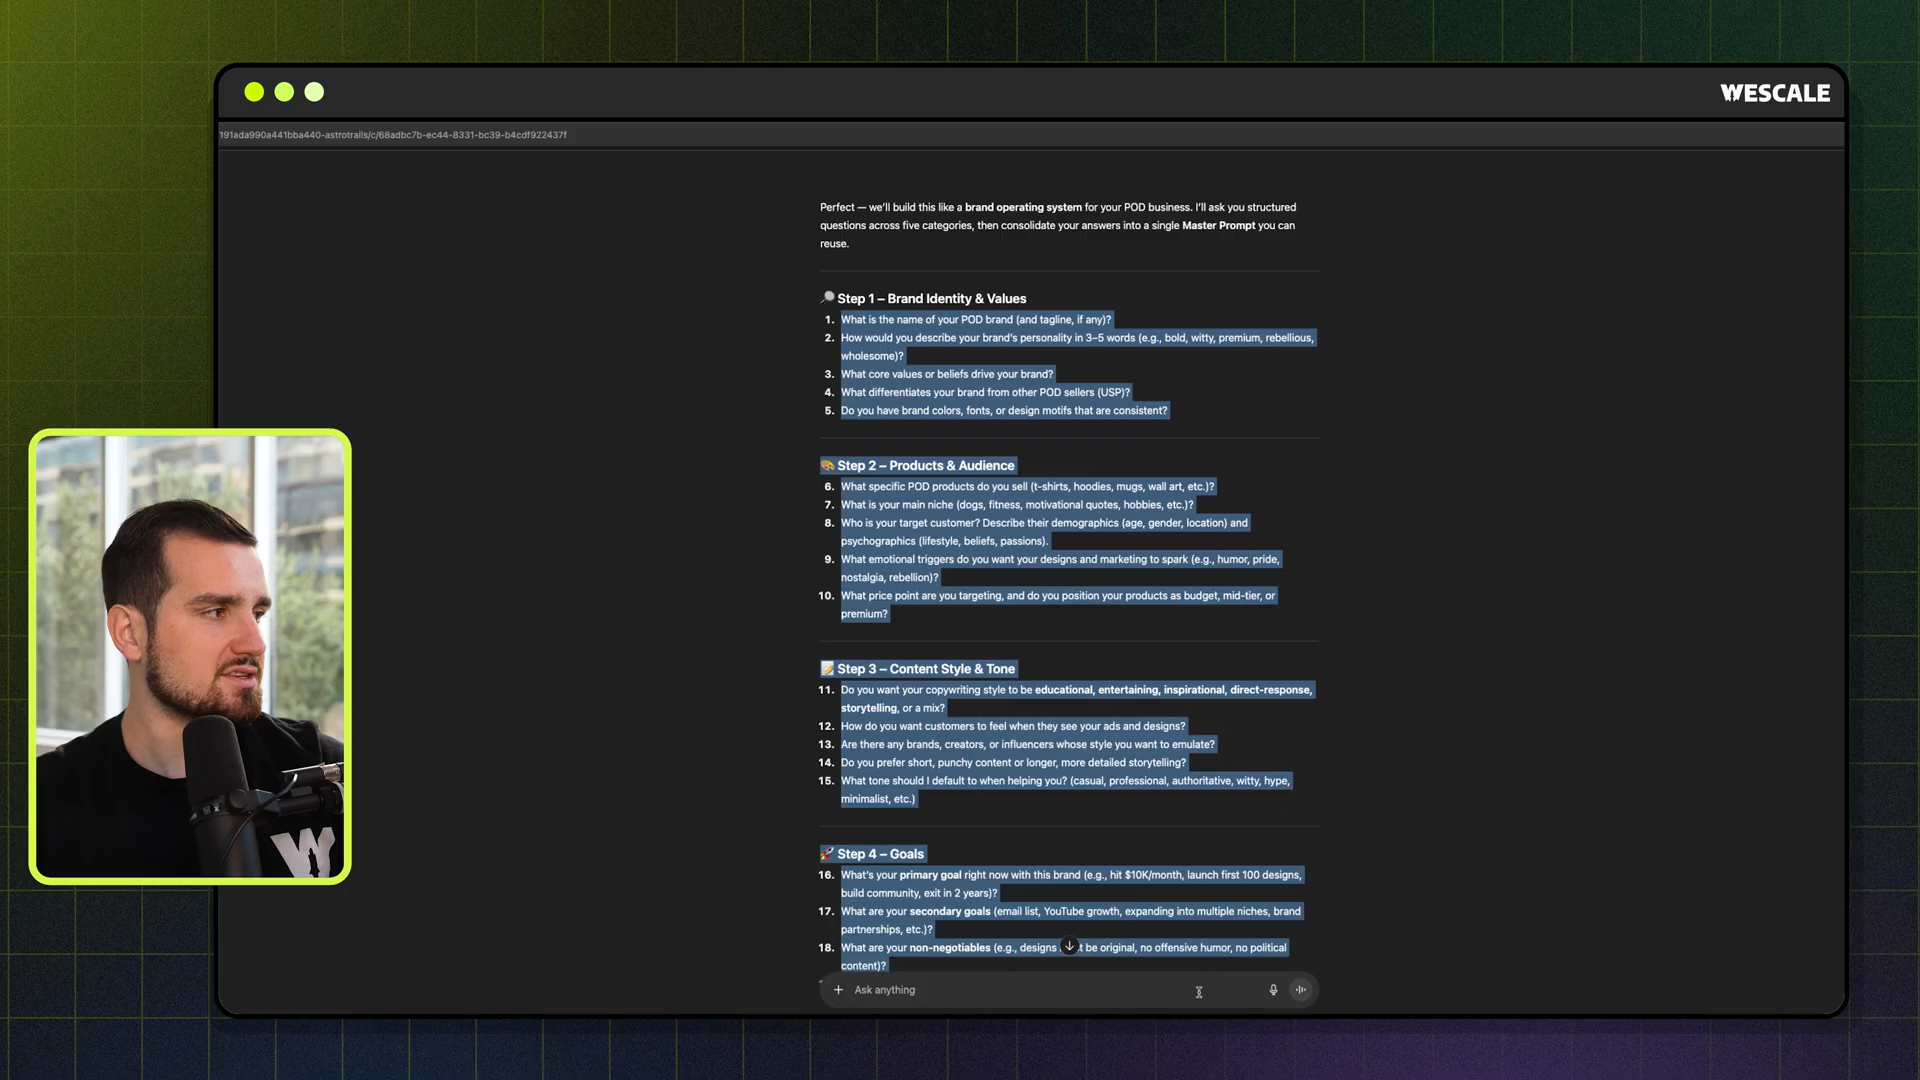 WESCALE
191ada990a441bba440-astrotrails/c/68adbc7b-ec44-8331-bc39-b4cdf922437f
Perfect — we'll build this like a brand operating system for your POD business. I'll ask you structured
questions across five categories, then consolidate your answers into a single Master Prompt you can
reuse.
Step 1 – Brand Identity & Values
1. What is the name of your POD brand (and tagline, if any)?
2. How would you describe your brand's personality in 3–5 words (e.g., bold, witty, premium, rebellious,
wholesome)?
3. What core values or beliefs drive your brand?
4. What differentiates your brand from other POD sellers (USP)?
5. Do you have brand colors, fonts, or design motifs that are consistent?
Step 2 – Products & Audience
6. What specific POD products do you sell (t-shirts, hoodies, mugs, wall art, etc.)?
7. What is your main niche (dogs, fitness, motivational quotes, hobbies, etc.)?
8. Who is your target customer? Describe their demographics (age, gender, location) and
psychographics (lifestyle, beliefs, passions).
9. What emotional triggers do you want your designs and marketing to spark (e.g., humor, pride,
nostalgia, rebellion)?
10. What price point are you targeting, and do you position your products as budget, mid-tier, or
premium?
Step 3 – Content Style & Tone
11. Do you want your copywriting style to be educational, entertaining, inspirational, direct-response,
storytelling, or a mix?
12. How do you want customers to feel when they see your ads and designs?
13. Are there any brands, creators, or influencers whose style you want to emulate?
14. Do you prefer short, punchy content or longer, more detailed storytelling?
15. What tone should I default to when helping you? (casual, professional, authoritative, witty, hype,
minimalist, etc.)
Step 4 – Goals
16. What's your primary goal right now with this brand (e.g., hit $10K/month, launch first 100 designs,
build community, exit in 2 years)?
17. What are your secondary goals (email list, YouTube growth, expanding into multiple niches, brand
partnerships, etc.)?
18. What are your non-negotiables (e.g., designs be original, no offensive humor, no political
content)?
Ask anything
W